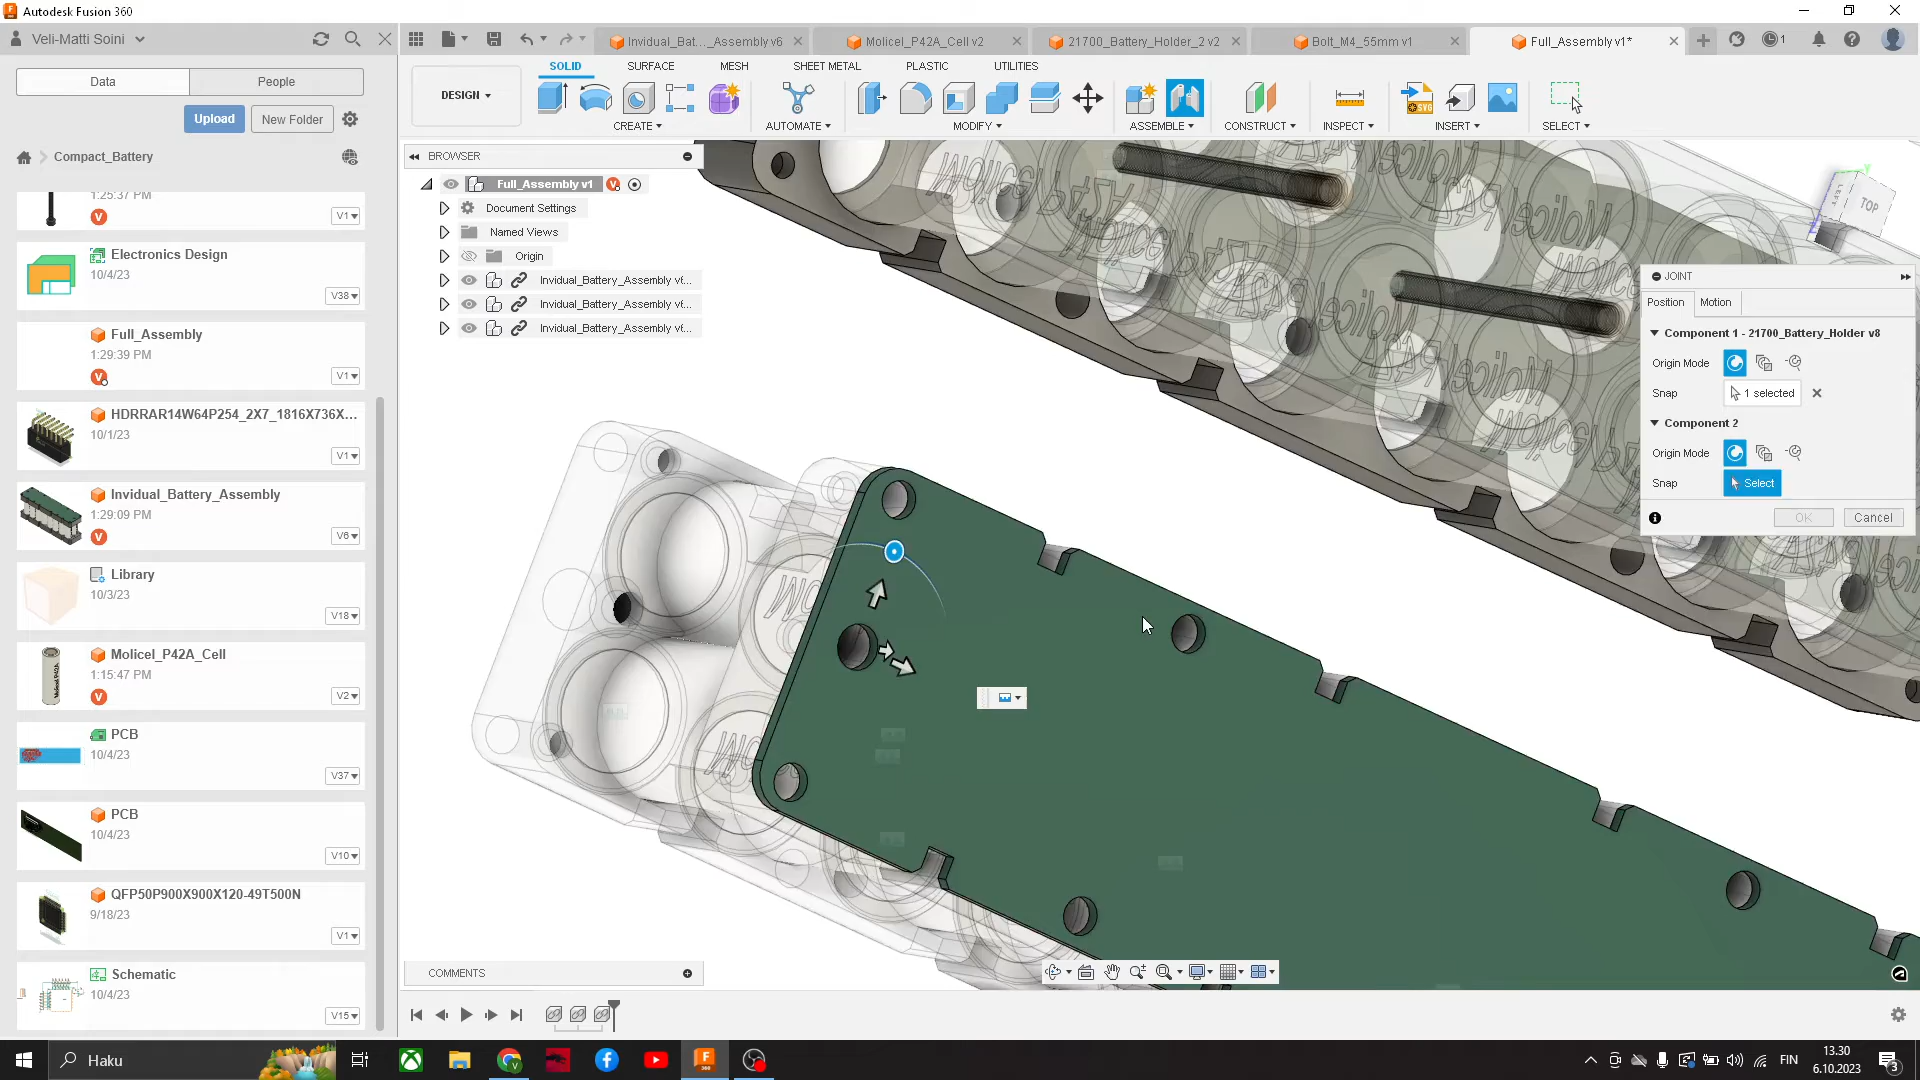 Autodesk Fusion 360
Veli-Matti Soini
Invidual_Bat..._Assembly v6
Molicel_P42A_Cell v2
21700_Battery_Holder_2 v2
Bolt_M4_55mm v1
Full_Assembly v1*
1
Data
People
SOLID
SURFACE
MESH
SHEET METAL
PLASTIC
UTILITIES
DESIGN
Upload
New Folder
CREATE
AUTOMATE
MODIFY
ASSEMBLE
CONSTRUCT
INSPECT
INSERT
SELECT
Compact_Battery
BROWSER
Full_Assembly v1
Document Settings
Named Views
Origin
Invidual_Battery_Assembly v6...
Invidual_Battery_Assembly v6...
Invidual_Battery_Assembly v6...
1:25:37 PM
V1
Electronics Design
10/4/23
V38
Full_Assembly
1:29:39 PM
V1
HDRRAR14W64P254_2X7_1816X736X...
10/1/23
V1
Invidual_Battery_Assembly
1:29:09 PM
V6
Library
10/3/23
V18
Molicel_P42A_Cell
1:15:47 PM
V2
PCB
10/4/23
V37
PCB
10/4/23
V10
QFP50P900X900X120-49T500N
9/18/23
V1
Schematic
10/4/23
V15
LEFT
TOP
Y
JOINT
Position
Motion
Component 1 - 21700_Battery_Holder v8
Origin Mode
Snap
1 selected
Component 2
Origin Mode
Snap
Select
OK
Cancel
COMMENTS
Haku
FIN
13.30
6.10.2023
3